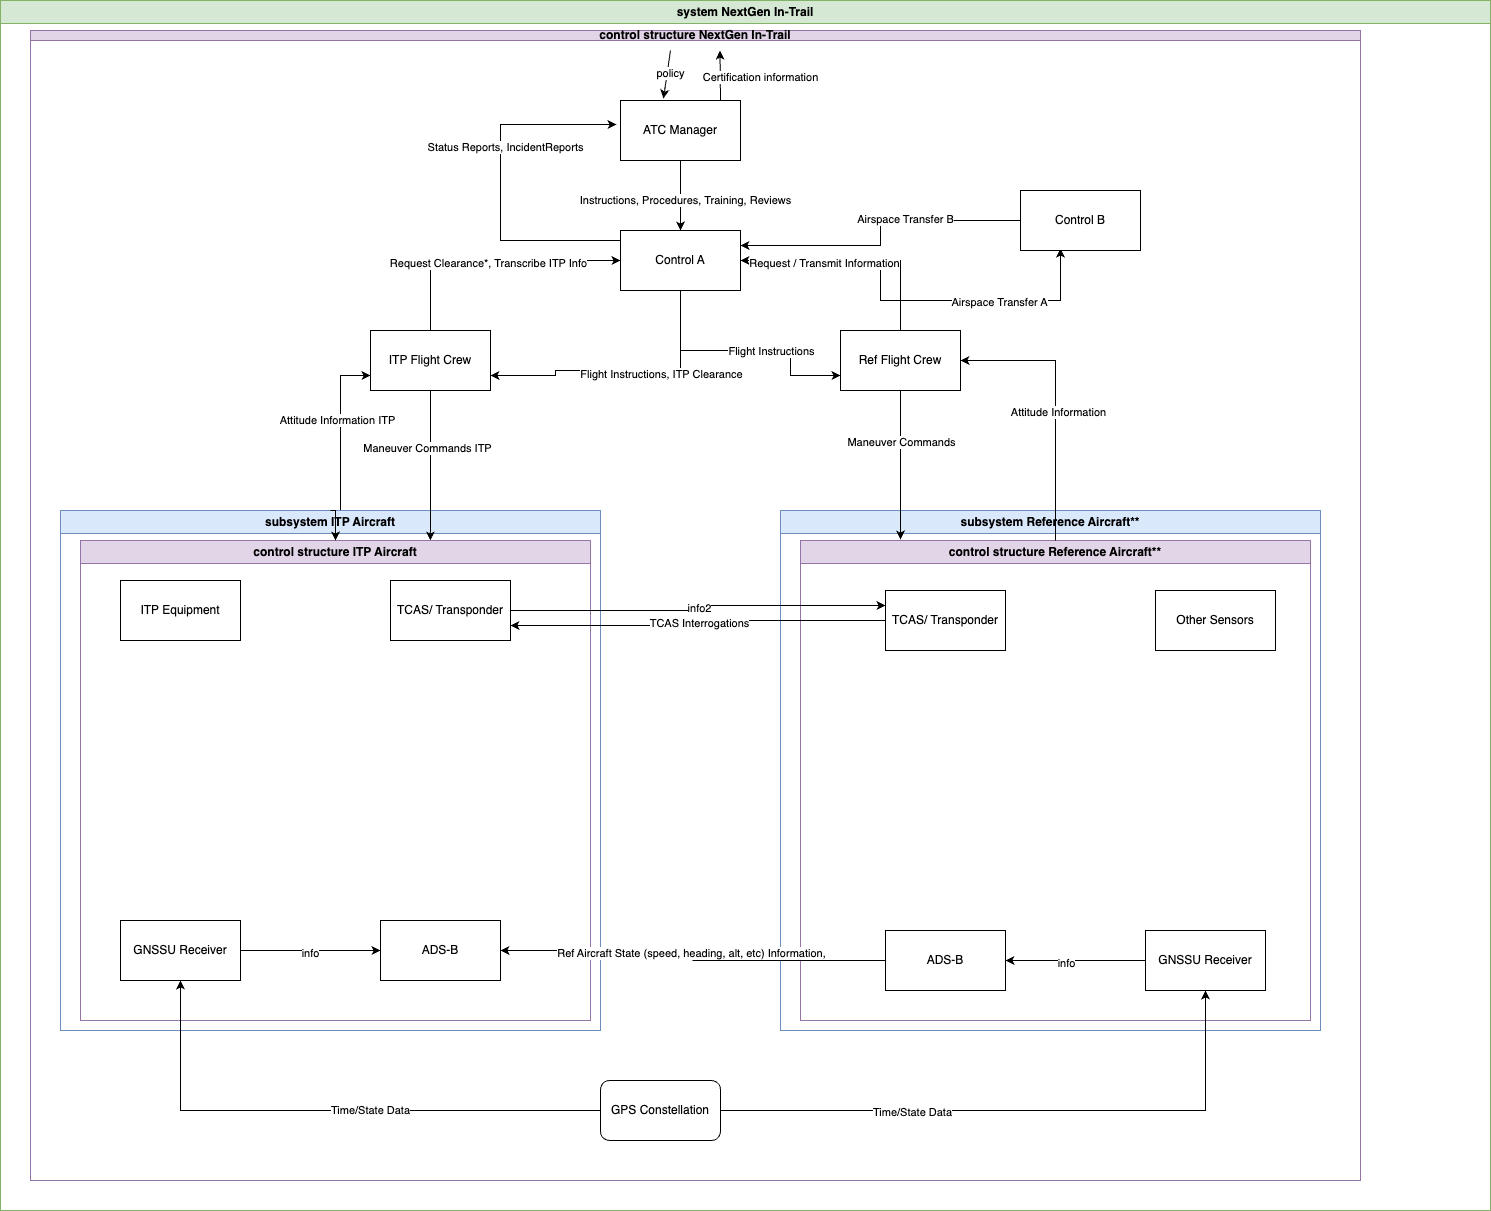 system NextGen In-Trail
control structure NextGen In-Trail
policy
Certification information
ATC Manager
Status Reports, IncidentReports
Instructions, Procedures, Training, Reviews
Airspace Transfer B
Control B
Control A
Request Clearance*, Transcribe ITP Info
Request / Transmit Information
Airspace Transfer A
ITP Flight Crew
Flight Instructions
Ref Flight Crew
Flight Instructions, ITP Clearance
Attitude Information ITP
Attitude Information
Maneuver Commands ITP
Maneuver Commands
subsystem ITP Aircraft
subsystem Reference Aircraft**
control structure ITP Aircraft
control structure Reference Aircraft**
ITP Equipment
TCAS/ Transponder
info2
TCAS Interrogations
TCAS/ Transponder
Other Sensors
GNSSU Receiver
info
ADS-B
Ref Aircraft State (speed, heading, alt, etc) Information,
ADS-B
info
GNSSU Receiver
Time/State Data
GPS Constellation
Time/State Data